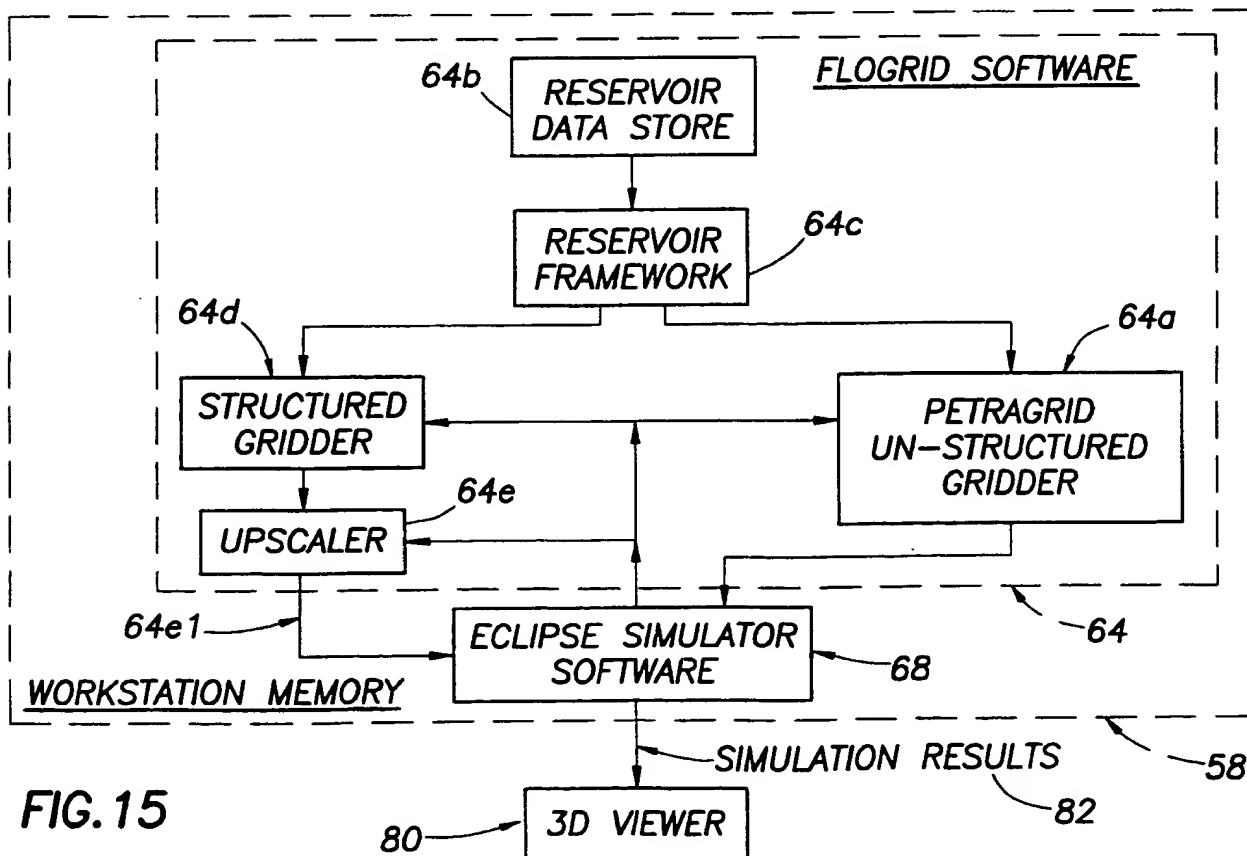 FLOGRID SOFTWARE
64b
RESERVOIR
DATA STORE
64c
RESERVOIR
FRAMEWORK
64d
64a
STRUCTURED
GRIDDER
PETRAGRID
UN-STRUCTURED
GRIDDER
64e
UPSCALER
64e1
64
ECLIPSE SIMULATOR
SOFTWARE
68
WORKSTATION MEMORY
58
SIMULATION RESULTS
82
FIG.15
80
3D VIEWER